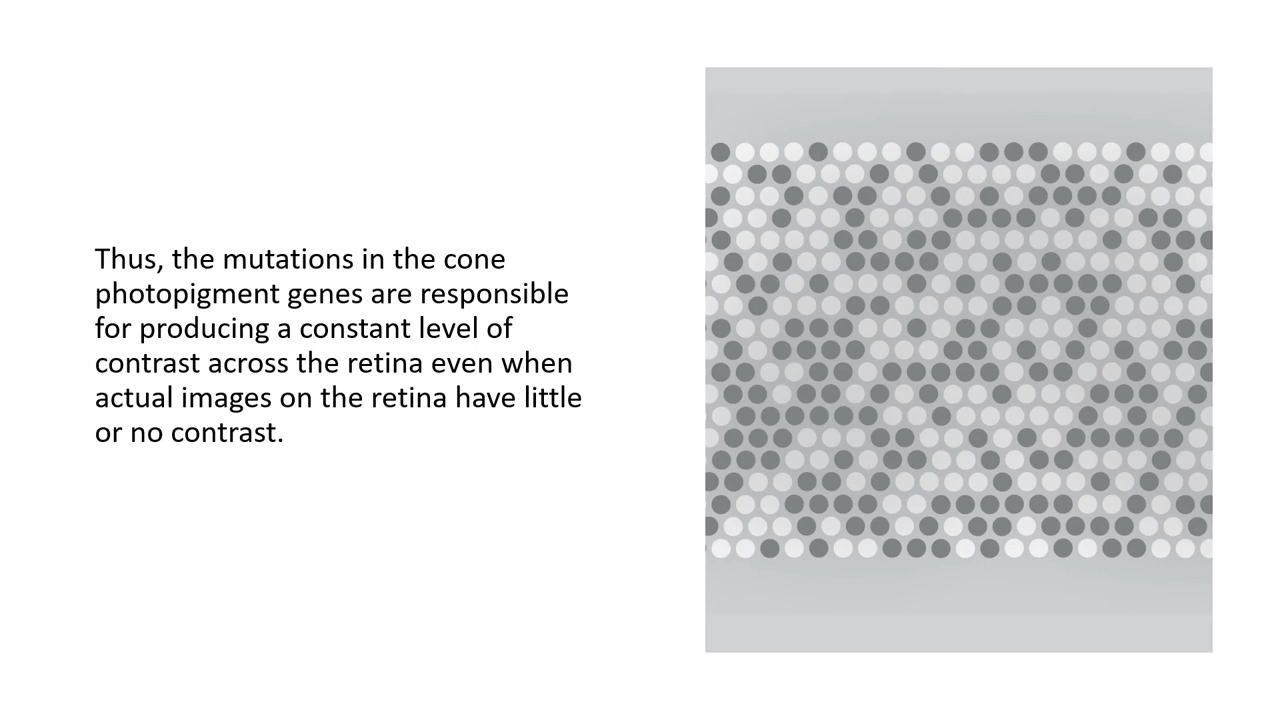 Thus, the mutations in the cone
photopigment genes are responsible
for producing a constant level of
contrast across the retina even when
actual images on the retina have little
or no contrast.